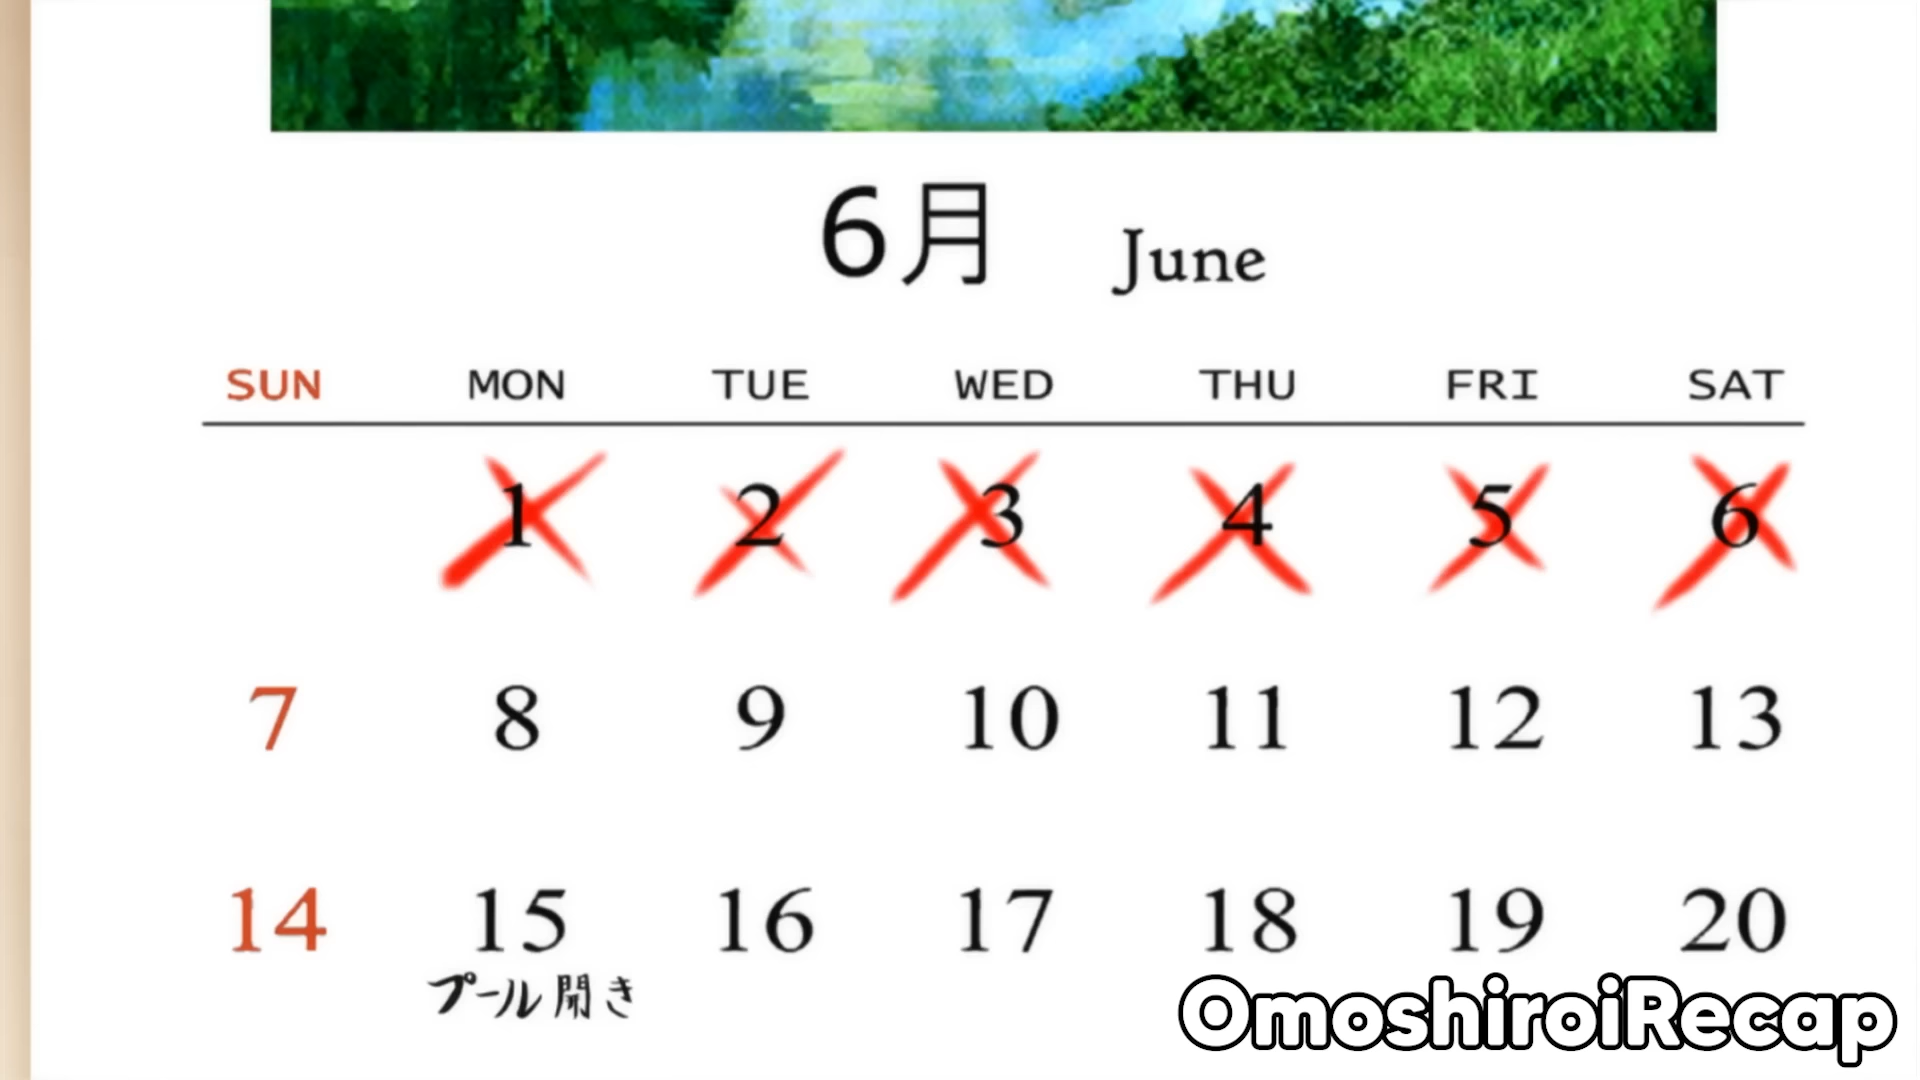 6月 June
SUN MON TUE WED THU FRI SAT
1 2 3 4 5 6
7 8 9 10 11 12 13
14 15 16 17 18 19 20
プール開き
OmoshiroiRecap